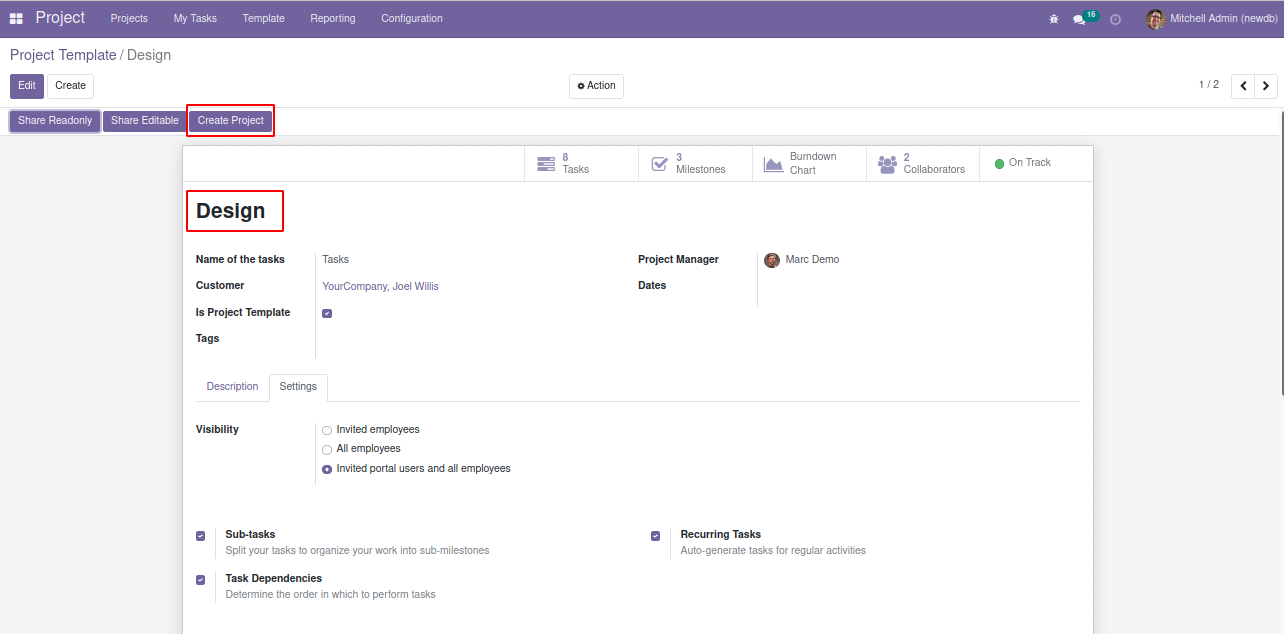 Project Projects My Tasks Template Reporting Configuration 16 Mitchell Admin (newdb)
Project Template / Design
Edit Create Action 1 / 2
Share Readonly Share Editable Create Project
8 Tasks
3 Milestones
Burndown Chart
2 Collaborators
On Track
Design
Name of the tasks Tasks
Customer YourCompany, Joel Willis
Is Project Template
Tags
Project Manager Marc Demo
Dates
Description Settings
Visibility Invited employees
All employees
Invited portal users and all employees
Sub-tasks
Split your tasks to organize your work into sub-milestones
Recurring Tasks
Auto-generate tasks for regular activities
Task Dependencies
Determine the order in which to perform tasks